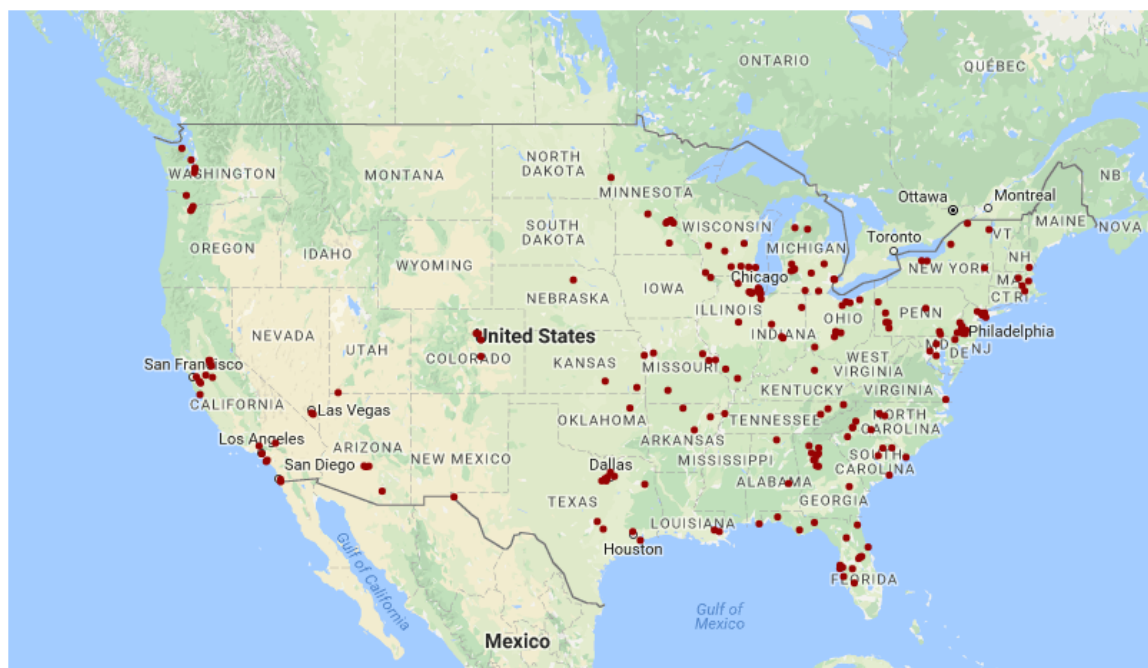 ONTARIO
QUÉBEC
NORTH
DAKOTA
WASHINGTON
MONTANA
MINNESOTA
NB
Ottawa
Montreal
MAINE
NOVA
SOUTH
DAKOTA
WISCONSIN
OREGON
IDAHO
WYOMING
MICHIGAN
Toronto
VT
NH
NEW YORK
MA
CT RI
Chicago
IOWA
NEBRASKA
ILLINOIS
INDIANA
OHIO
PENN
Philadelphia
MD
DE NJ
NEVADA
UTAH
United States
COLORADO
KANSAS
MISSOURI
WEST
VIRGINIA
KENTUCKY
VIRGINIA
San Francisco
CALIFORNIA
Las Vegas
Los Angeles
ARIZONA
NEW MEXICO
OKLAHOMA
ARKANSAS
TENNESSEE
NORTH
CAROLINA
San Diego
Dallas
MISSISSIPPI
SOUTH
CAROLINA
ALABAMA
GEORGIA
TEXAS
LOUISIANA
Houston
FLORIDA
Gulf of California
Gulf of
Mexico
Mexico